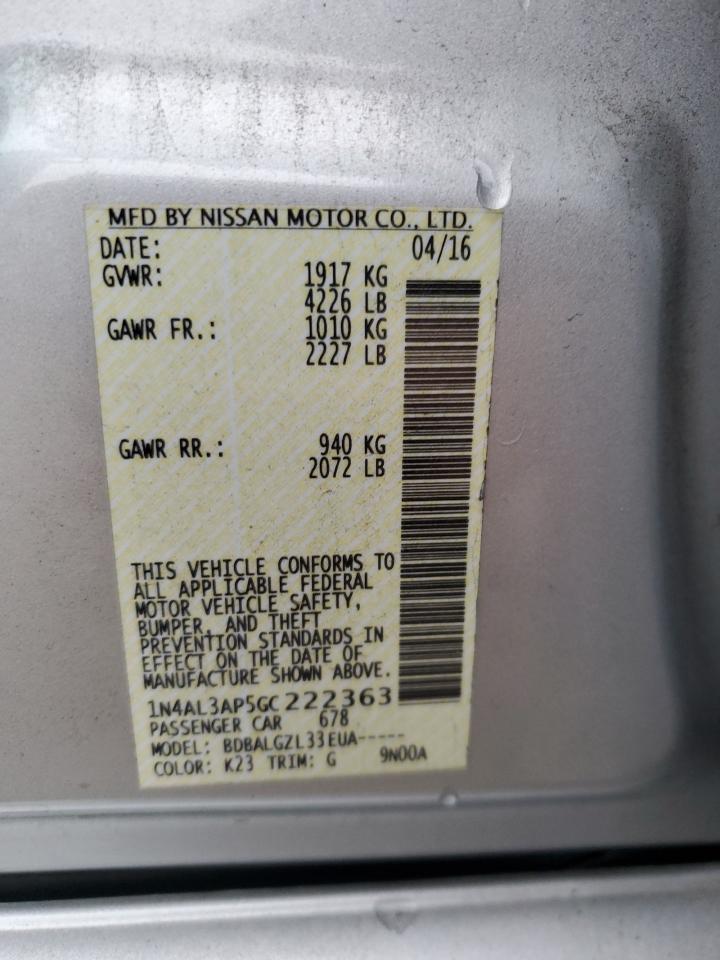 MFD BY NISSAN MOTOR CO., LTD.
DATE: 04/16
GVWR: 1917 KG
4226 LB
GAWR FR.: 1010 KG
2227 LB
GAWR RR.: 940 KG
2072 LB
THIS VEHICLE CONFORMS TO
ALL APPLICABLE FEDERAL
MOTOR VEHICLE SAFETY,
BUMPER, AND THEFT
PREVENTION STANDARDS IN
EFFECT ON THE DATE OF
MANUFACTURE SHOWN ABOVE.
1N4AL3AP5GC222363
PASSENGER CAR 678
MODEL: BDBALGZL33EUA-----
COLOR: K23 TRIM: G 9N00A